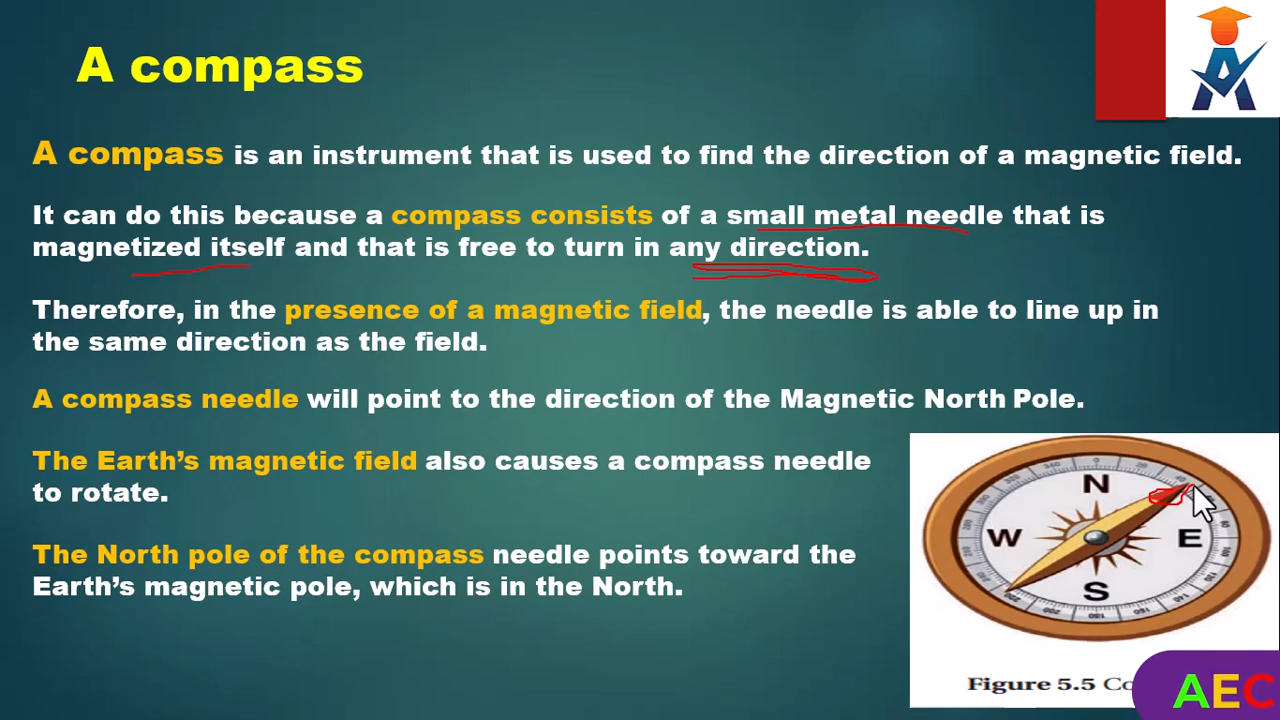 A compass
A compass is an instrument that is used to find the direction of a magnetic field.
It can do this because a compass consists of a small metal needle that is
magnetized itself and that is free to turn in any direction.
Therefore, in the presence of a magnetic field, the needle is able to line up in
the same direction as the field.
A compass needle will point to the direction of the Magnetic North Pole.
The Earth's magnetic field also causes a compass needle
to rotate.
The North pole of the compass needle points toward the
Earth's magnetic pole, which is in the North.
N
W E
S
Figure 5.5
AEC